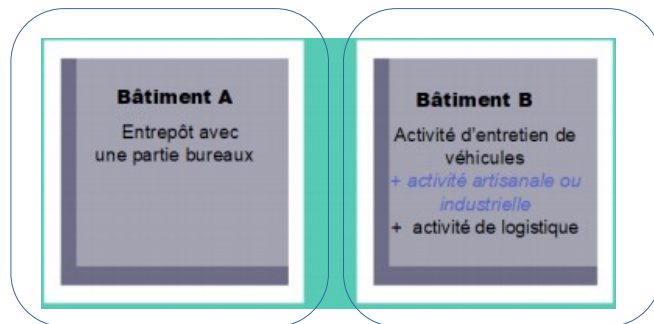 Bâtiment A
Entrepôt avec
une partie bureaux
Bâtiment B
Activité d'entretien de
véhicules
+ activité artisanale ou
industrielle
+ activité de logistique